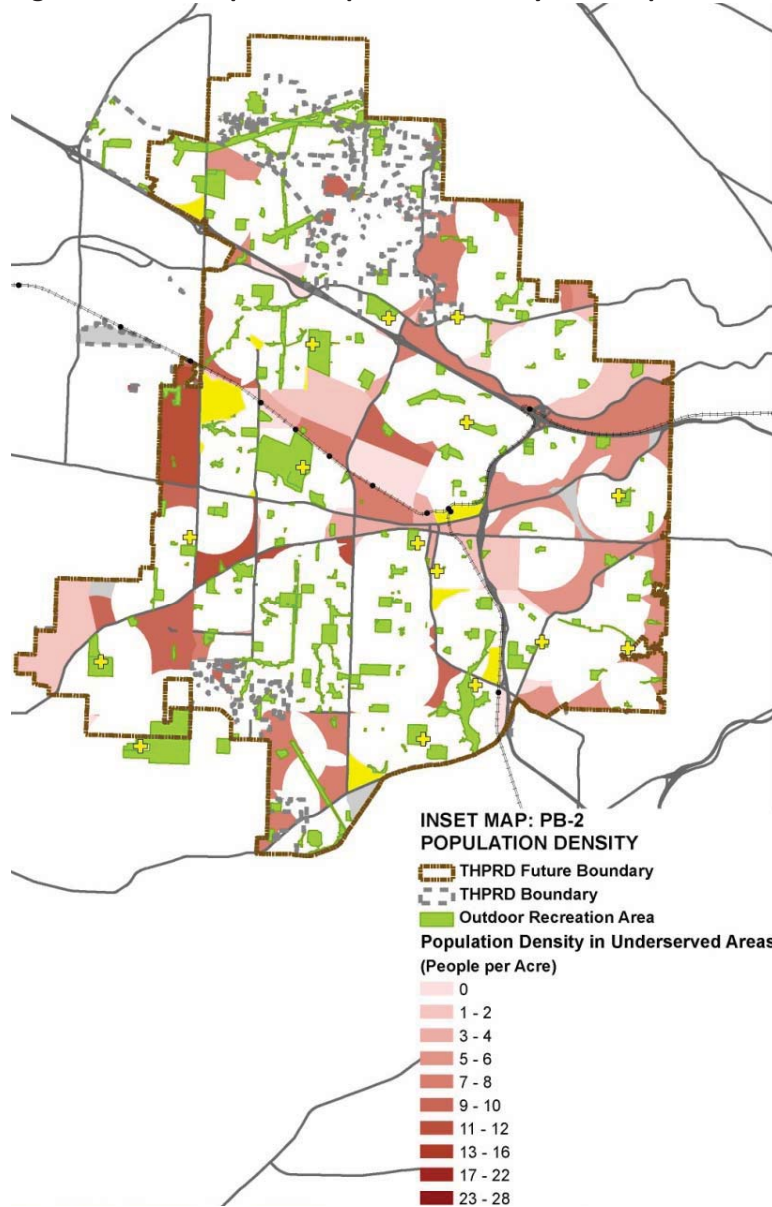 INSET MAP: PB-2
POPULATION DENSITY
THPRD Future Boundary
THPRD Boundary
Outdoor Recreation Area
Population Density in Underserved Areas
(People per Acre)
0
1 - 2
3 - 4
5 - 6
7 - 8
9 - 10
11 - 12
13 - 16
17 - 22
23 - 28